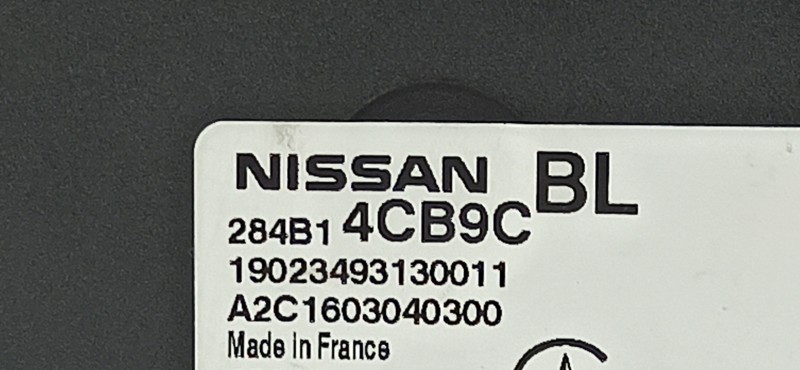 NISSAN BL
284B1 4CB9C
19023493130011
A2C1603040300
Made in France